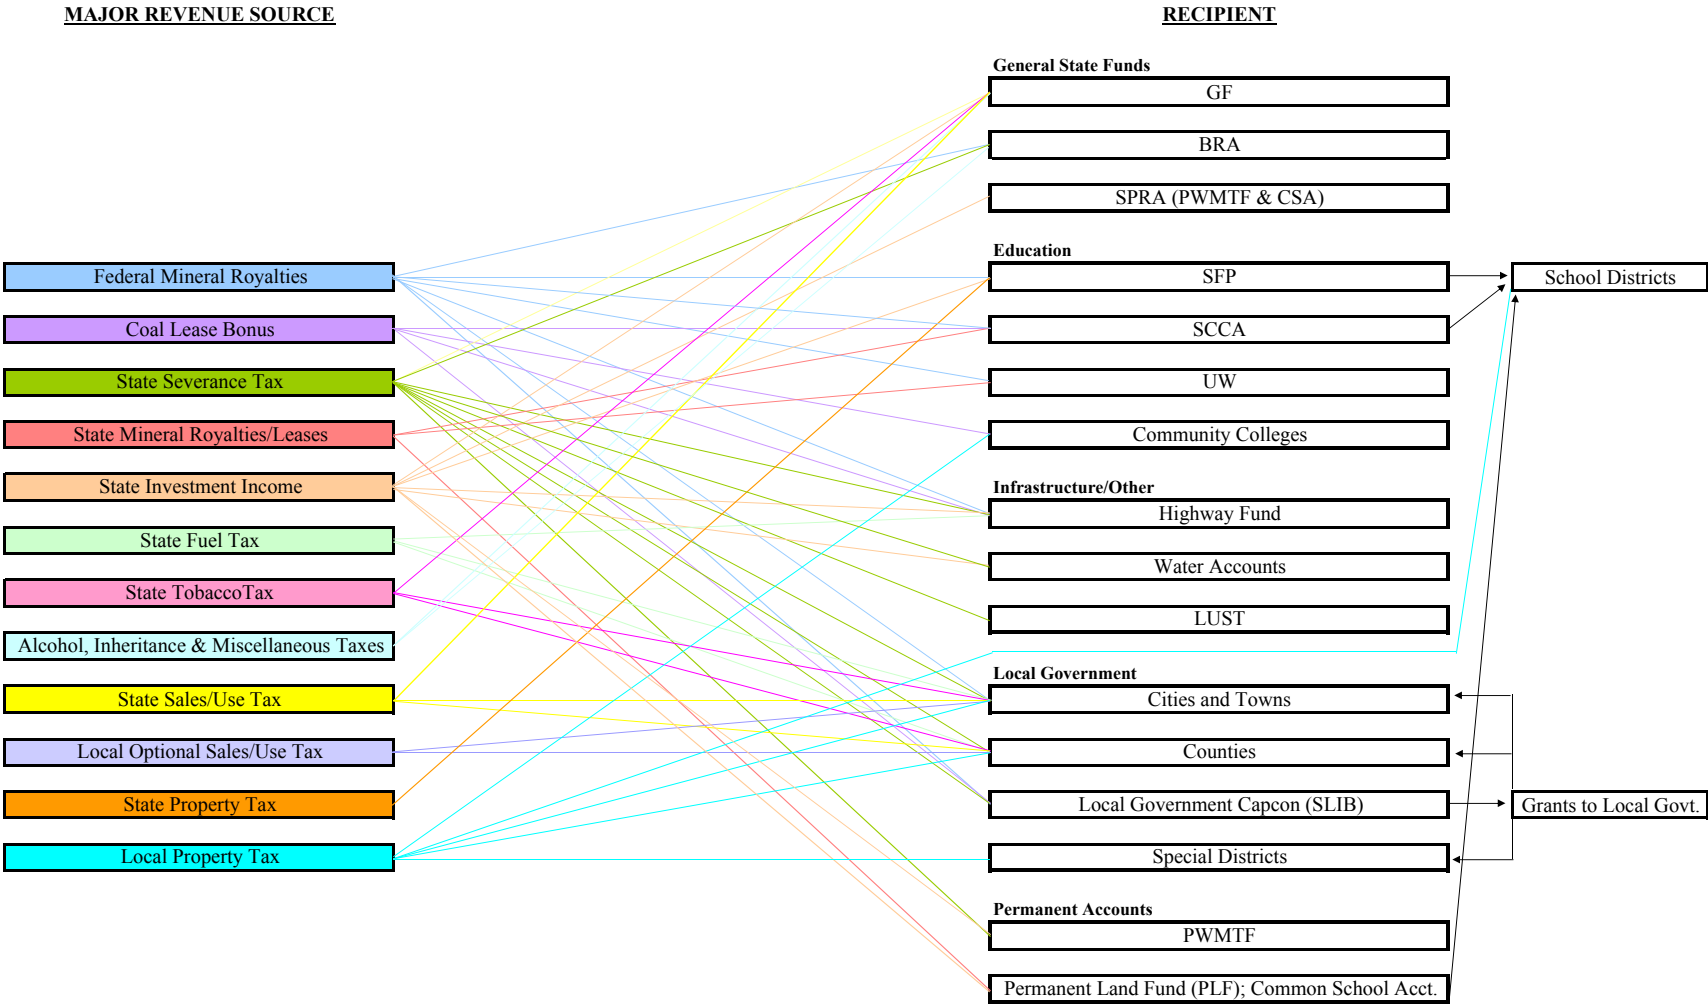 MAJOR REVENUE SOURCE
RECIPIENT
General State Funds
GF
BRA
SPRA (PWMTF & CSA)
Education
Federal Mineral Royalties
SFP
School Districts
Coal Lease Bonus
SCCA
State Severance Tax
UW
State Mineral Royalties/Leases
Community Colleges
State Investment Income
Infrastructure/Other
Highway Fund
State Fuel Tax
Water Accounts
State TobaccoTax
LUST
Alcohol, Inheritance & Miscellaneous Taxes
Local Government
State Sales/Use Tax
Cities and Towns
Local Optional Sales/Use Tax
Counties
State Property Tax
Local Government Capcon (SLIB)
Grants to Local Govt.
Local Property Tax
Special Districts
Permanent Accounts
PWMTF
Permanent Land Fund (PLF); Common School Acct.